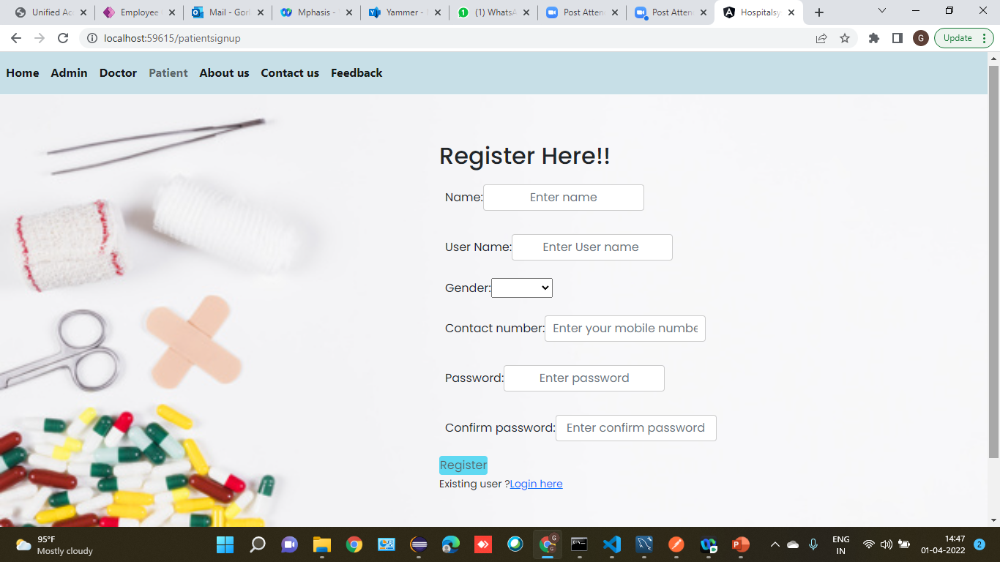 Unified Acc
Employee
Mail - Gorl
Mphasis -
Yammer -
(1) WhatsA
Post Atten
Post Atten
Hospitalsy
localhost:59615/patientsignup
G
Update
Home Admin Doctor Patient About us Contact us Feedback
Register Here!!
Name: Enter name
User Name: Enter User name
Gender:
Contact number: Enter your mobile numbe
Password: Enter password
Confirm password: Enter confirm password
Register
Existing user ?Login here
95°F
Mostly cloudy
ENG
IN
14:47
01-04-2022
2